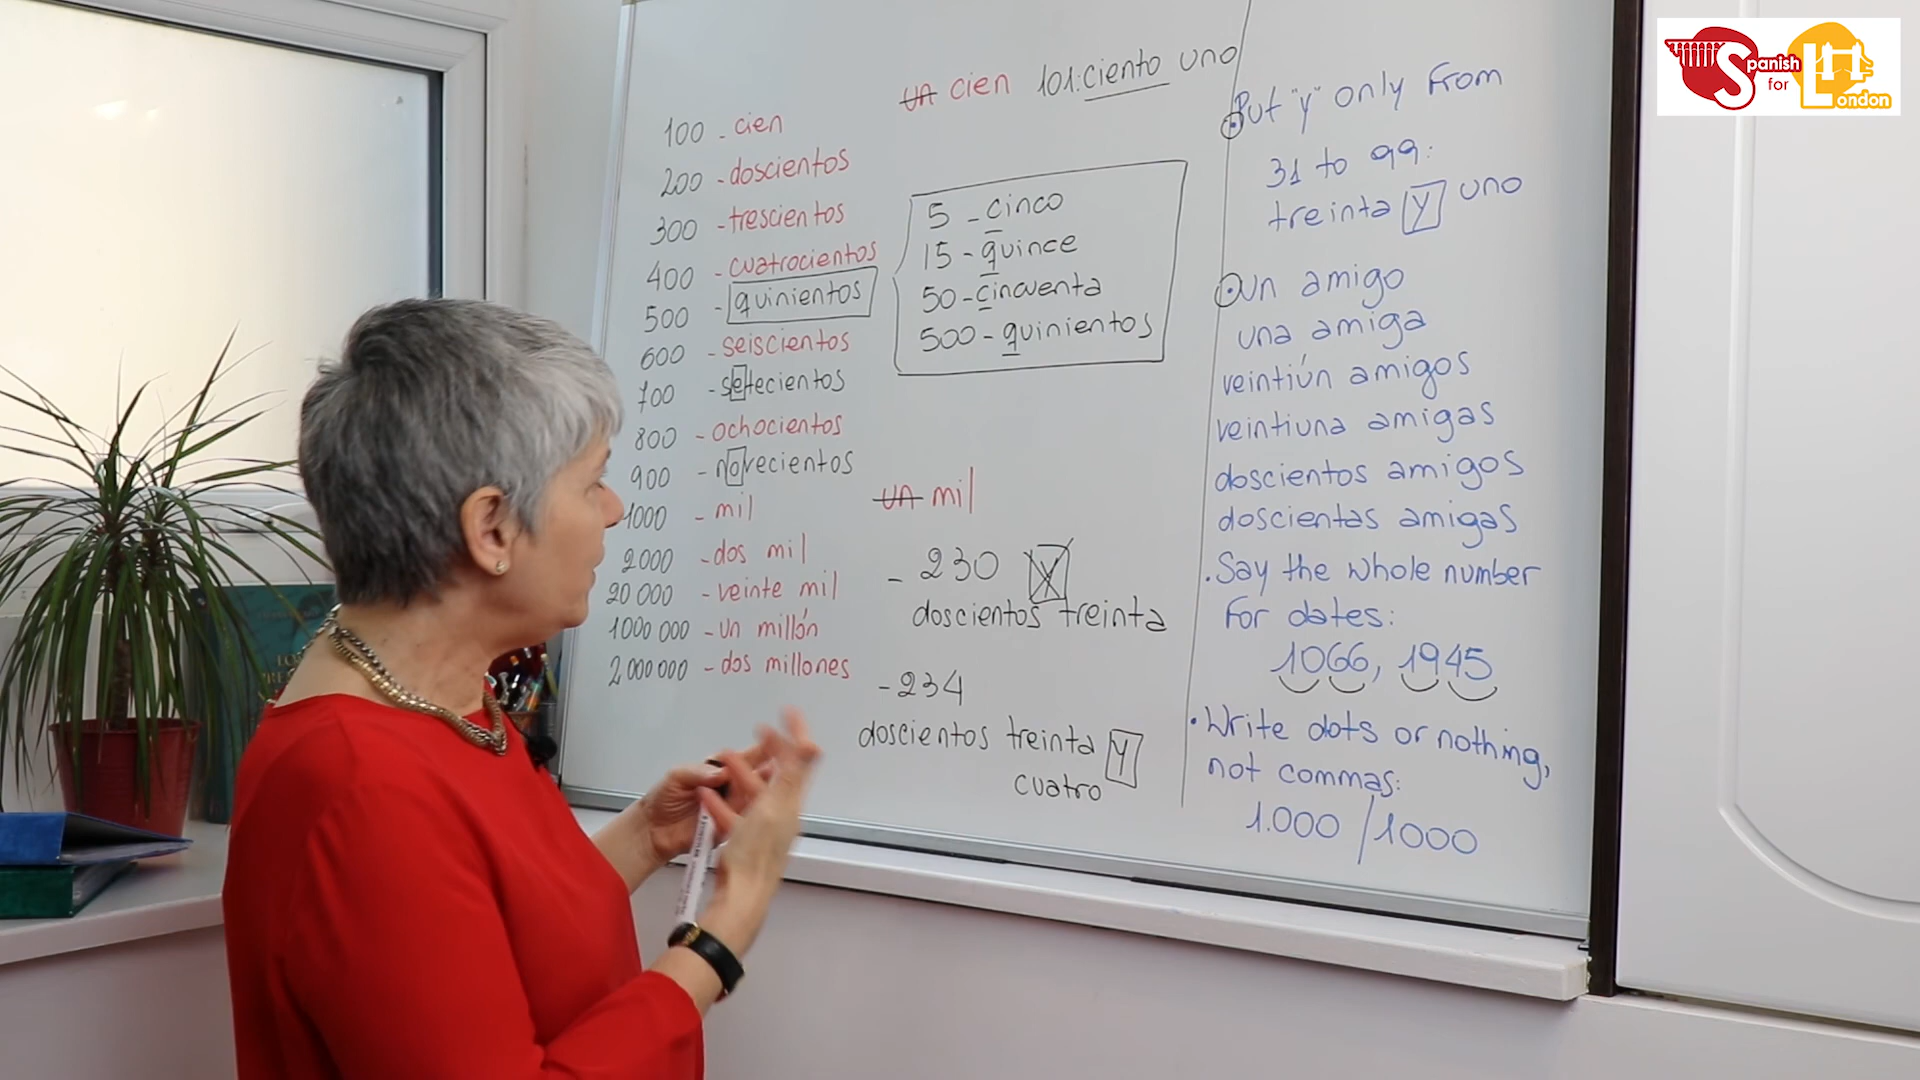 100 - cien
200 - doscientos
300 - trescientos
400 - cuatrocientos
500 - quinientos
600 - seiscientos
700 - setecientos
800 - ochocientos
900 - novecientos
1000 - mil
2000 - dos mil
20 000 - veinte mil
1000 000 - un millón
2 000 000 - dos millones
un cien 101:ciento uno
5 - cinco
15 - quince
50 - cincuenta
500 - quinientos
un mil
- 230 y
doscientos treinta
- 234
doscientos treinta y
cuatro
Put "y" only from
31 to 99:
treinta y uno
un amigo
una amiga
veintiún amigos
veintiuna amigas
doscientos amigos
doscientas amigas
. Say the whole number
for dates:
1066, 1945
• Write dots or nothing,
not commas:
1.000 / 1000
Spanish
for
London